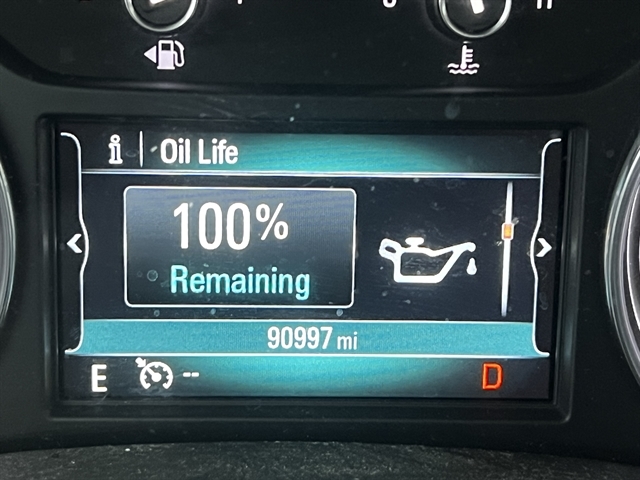 Oil Life
100%
Remaining
90997 mi
E -- D